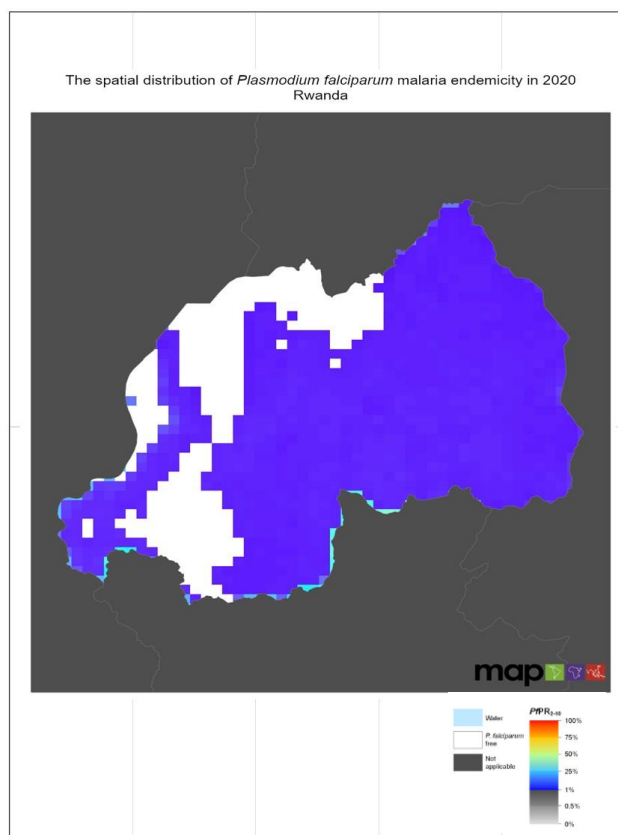 The spatial distribution of Plasmodium falciparum malaria endemicity in 2020
Rwanda
map
Water
P. falciparum
free
Not
applicable
PfPR2-10
100%
75%
50%
25%
1%
0.5%
0%